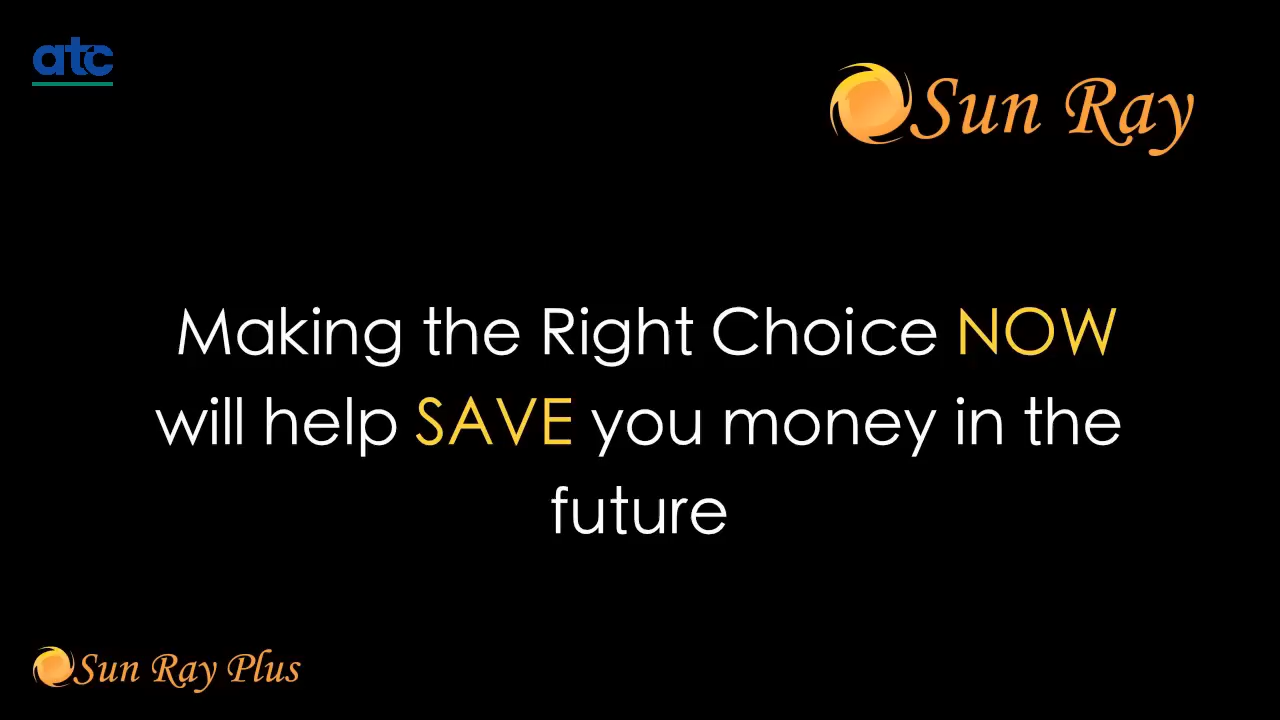 atc
Sun Ray
Making the Right Choice NOW
will help SAVE you money in the
future
Sun Ray Plus